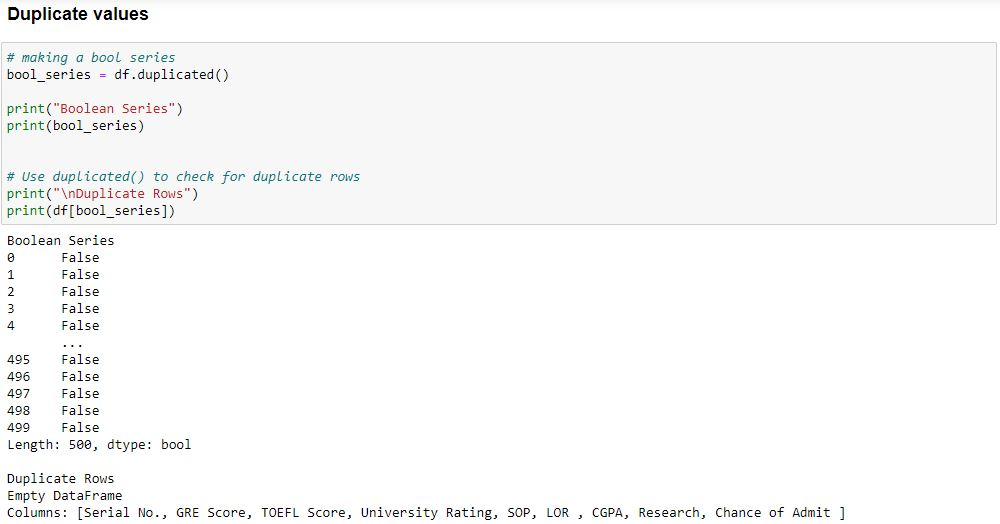 Duplicate values
# making a bool series
bool_series = df.duplicated()
print("Boolean Series")
print(bool_series)
# Use duplicated() to check for duplicate rows
print("\nDuplicate Rows")
print(df[bool_series])
Boolean Series
0      False
1      False
2      False
3      False
4      False
       ...
495    False
496    False
497    False
498    False
499    False
Length: 500, dtype: bool
Duplicate Rows
Empty DataFrame
Columns: [Serial No., GRE Score, TOEFL Score, University Rating, SOP, LOR , CGPA, Research, Chance of Admit ]